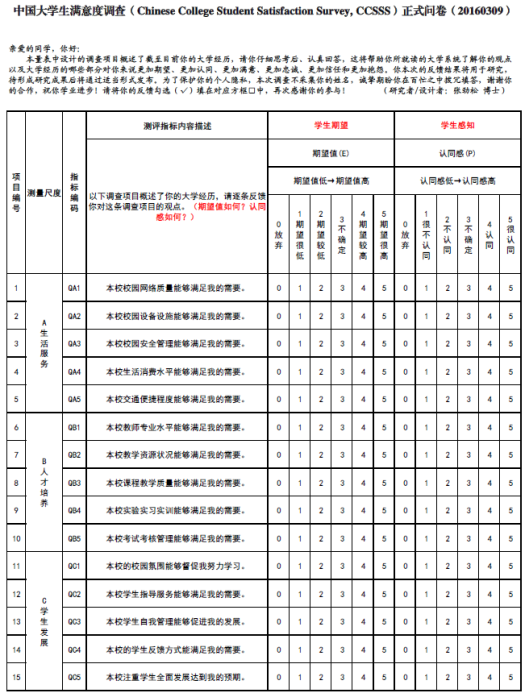 中国大学生满意度调查（Chinese College Student Satisfaction Survey, CCSSS）正式问卷（20160309）
亲爱的同学，你好：
本量表中设计的调查项目概述了截至目前你的大学经历，请你仔细思考后、认真回答，这将帮助你所就读的大学系统了解你的观点
以及大学经历的哪些部分对你来说更加期望、更加认同、更加满意、更加忠诚、更加信任和更加抱怨。你本次的反馈结果将用于研究，
待形成研究成果后将通过适当形式发布。为了保护你的个人隐私，本次调查不采集你的姓名，诚挚期盼你在百忙之中拨冗填答，谢谢你
的合作，祝你学业进步！请将你的反馈勾选（√）填在对应方框口中，再次感谢你的参与！ （研究者/设计者：张劲松 博士）
项目编号 测量尺度 指标编码 测评指标内容描述 学生期望 学生感知
期望值(E) 认同感(P)
以下调查项目概述了你的大学经历，请逐条反馈你对这条调查项目的观点。（期望值如何？认同感如何？） 期望值低→期望值高 认同感低→认同感高
0放弃 1期望很低 2期望较低 3不确定 4期望较高 5期望很高 0放弃 1很不认同 2不认同 3不确定 4认同 5很认同
A生活服务
1 QA1 本校校园网络质量能够满足我的需要。 0 1 2 3 4 5 0 1 2 3 4 5
2 QA2 本校校园设备设施能够满足我的需要。 0 1 2 3 4 5 0 1 2 3 4 5
3 QA3 本校校园安全管理能够满足我的需要。 0 1 2 3 4 5 0 1 2 3 4 5
4 QA4 本校生活消费水平能够满足我的需要。 0 1 2 3 4 5 0 1 2 3 4 5
5 QA5 本校交通便捷程度能够满足我的需要。 0 1 2 3 4 5 0 1 2 3 4 5
B人才培养
6 QB1 本校教师专业水平能够满足我的需要。 0 1 2 3 4 5 0 1 2 3 4 5
7 QB2 本校教学资源状况能够满足我的需要。 0 1 2 3 4 5 0 1 2 3 4 5
8 QB3 本校课程教学质量能够满足我的需要。 0 1 2 3 4 5 0 1 2 3 4 5
9 QB4 本校实验实习实训能够满足我的需要。 0 1 2 3 4 5 0 1 2 3 4 5
10 QB5 本校考试考核管理能够满足我的需要。 0 1 2 3 4 5 0 1 2 3 4 5
C学生发展
11 QC1 本校的校园氛围能够督促我努力学习。 0 1 2 3 4 5 0 1 2 3 4 5
12 QC2 本校学生指导服务能够满足我的需要。 0 1 2 3 4 5 0 1 2 3 4 5
13 QC3 本校学生自我管理能够促进我的发展。 0 1 2 3 4 5 0 1 2 3 4 5
14 QC4 本校的学生反馈方式能满足我的需要。 0 1 2 3 4 5 0 1 2 3 4 5
15 QC5 本校注重学生全面发展达到我的预期。 0 1 2 3 4 5 0 1 2 3 4 5